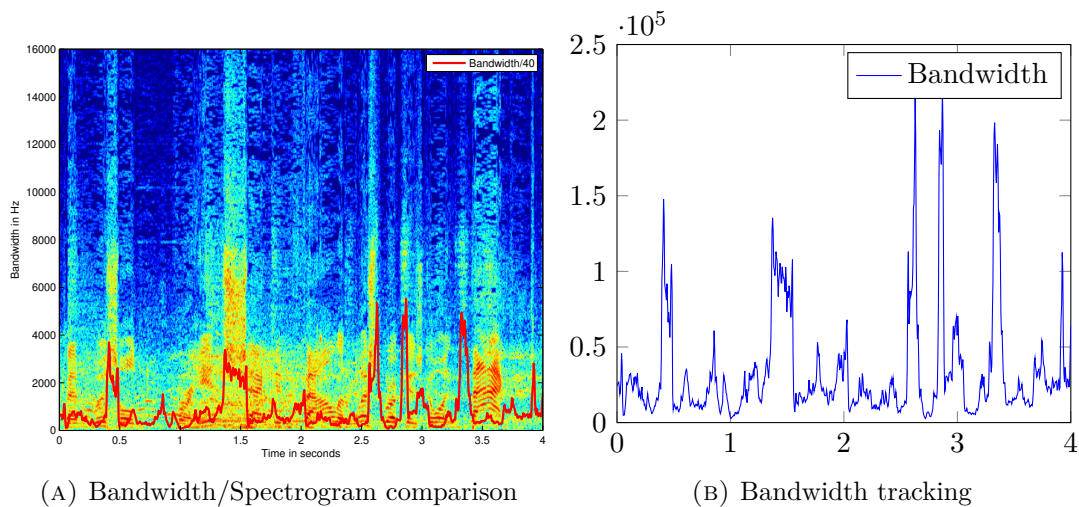 16000
14000
12000
10000
8000
6000
4000
2000
0
Bandwidth in Hz
Bandwidth/40
0 0.5 1 1.5 2 2.5 3 3.5 4
Time in seconds
(A) Bandwidth/Spectrogram comparison
·10^5
2.5
2
1.5
1
0.5
0
Bandwidth
0 1 2 3 4
(B) Bandwidth tracking